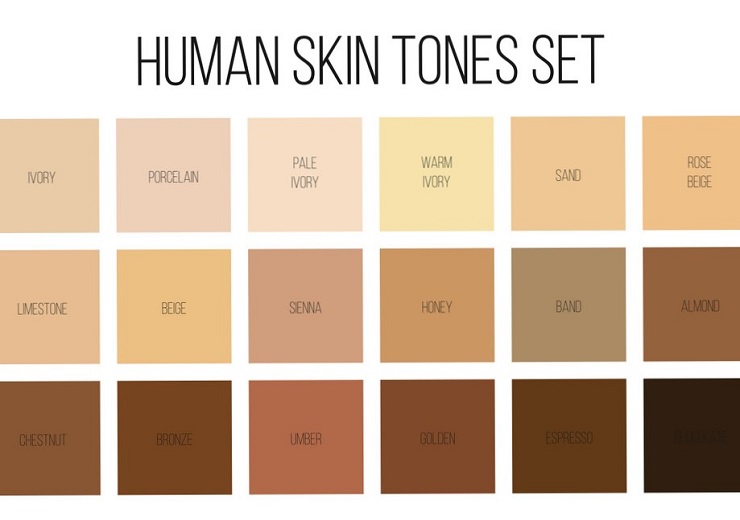 HUMAN SKIN TONES SET
IVORY
PORCELAIN
PALE
IVORY
WARM
IVORY
SAND
ROSE
BEIGE
LIMESTONE
BEIGE
SIENNA
HONEY
BAND
ALMOND
CHESTNUT
BRONZE
UMBER
GOLDEN
ESPRESSO